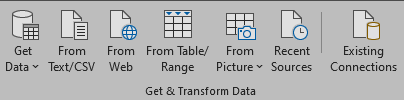 Get Data
From Text/CSV
From Web
From Table/ Range
From Picture
Recent Sources
Existing Connections
Get & Transform Data